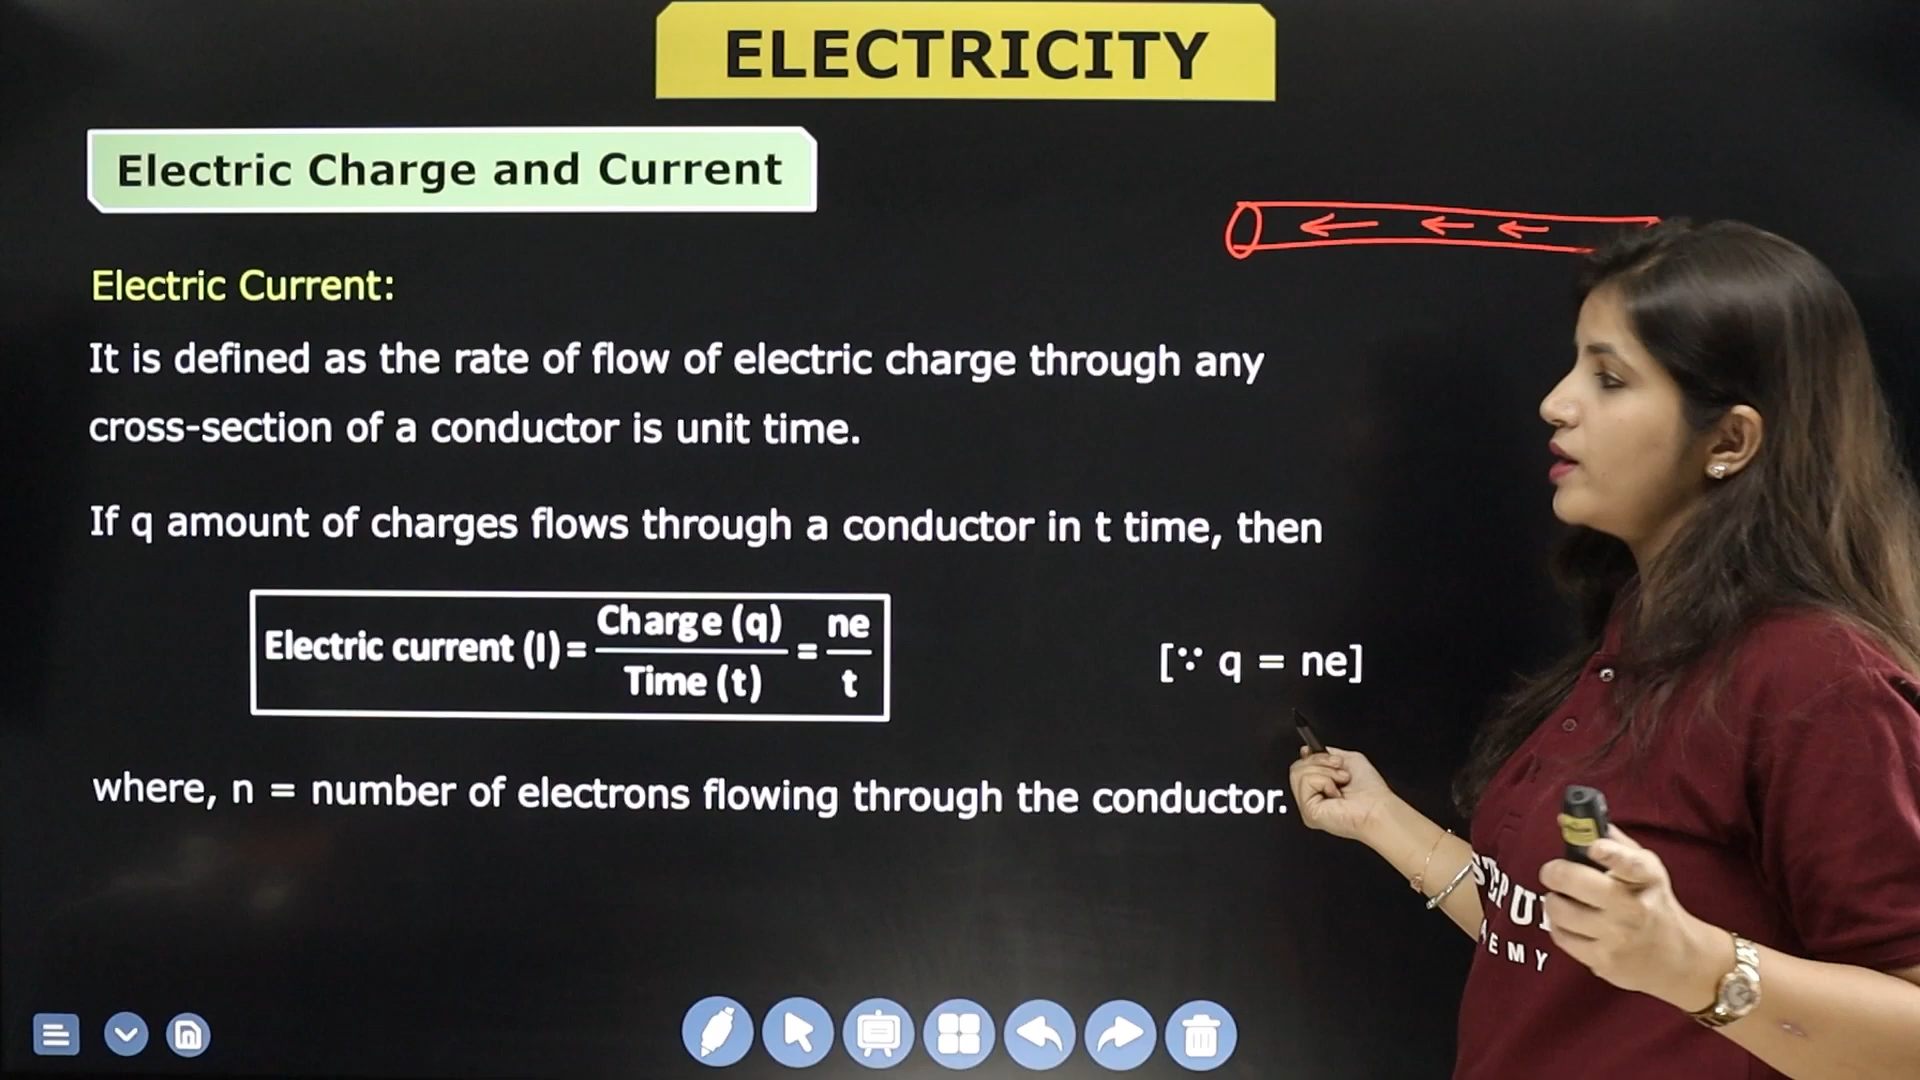 ELECTRICITY
Electric Charge and Current
Electric Current:
It is defined as the rate of flow of electric charge through any
cross-section of a conductor is unit time.
If q amount of charges flows through a conductor in t time, then
Electric current (I) = Charge (q) / Time (t) = ne / t
[∵ q = ne]
where, n = number of electrons flowing through the conductor.